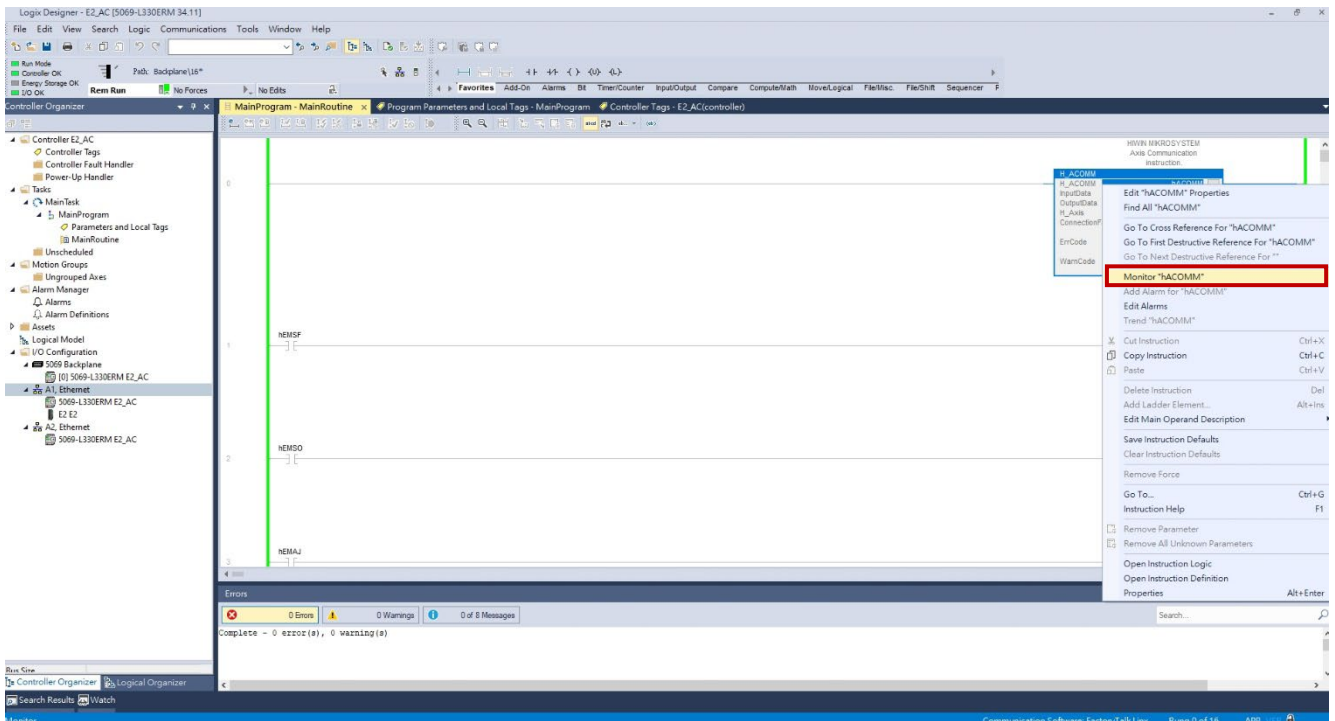 Logix Designer - E2_AC [5069-L330ERM 34.11]
File Edit View Search Logic Communications Tools Window Help
Run Mode
Controller OK
Energy Storage OK
I/O OK
Path: Backplane\16*
Rem Run
No Forces
No Edits
Favorites Add-On Alarms Bit Timer/Counter Input/Output Compare Compute/Math Move/Logical File/Misc. File/Shift Sequencer
Controller Organizer
MainProgram - MainRoutine
Program Parameters and Local Tags - MainProgram
Controller Tags - E2_AC(controller)
Controller E2_AC
Controller Tags
Controller Fault Handler
Power-Up Handler
Tasks
MainTask
MainProgram
Parameters and Local Tags
MainRoutine
Unscheduled
Motion Groups
Ungrouped Axes
Alarm Manager
Alarms
Alarm Definitions
Assets
Logical Model
I/O Configuration
5069 Backplane
[0] 5069-L330ERM E2_AC
A1, Ethernet
5069-L330ERM E2_AC
E2 E2
A2, Ethernet
5069-L330ERM E2_AC
HIWIN MIKROSYSTEM
Axis Communication
instruction
0
H_ACOMM
H_ACOMM hACOMM
InputData
OutputData
H_Axis
ErrCode
WarnCode
1
hEMSF
2
hEMSO
3
hEMAJ
Edit "hACOMM" Properties
Find All "hACOMM"
Go To Cross Reference For "hACOMM"
Go To First Destructive Reference For "hACOMM"
Go To Next Destructive Reference For ""
Monitor "hACOMM"
Add Alarm for "hACOMM"
Edit Alarms
Trend "hACOMM"
Cut Instruction Ctrl+X
Copy Instruction Ctrl+C
Paste Ctrl+V
Delete Instruction Del
Add Ladder Element... Alt+Ins
Edit Main Operand Description
Save Instruction Defaults
Clear Instruction Defaults
Remove Force
Go To... Ctrl+G
Instruction Help F1
Remove Parameter
Remove All Unknown Parameters
Open Instruction Logic
Open Instruction Definition
Properties Alt+Enter
Errors
0 Errors
0 Warnings
0 of 8 Messages
Search...
Complete - 0 error(s), 0 warning(s)
Controller Organizer
Logical Organizer
Search Results
Watch